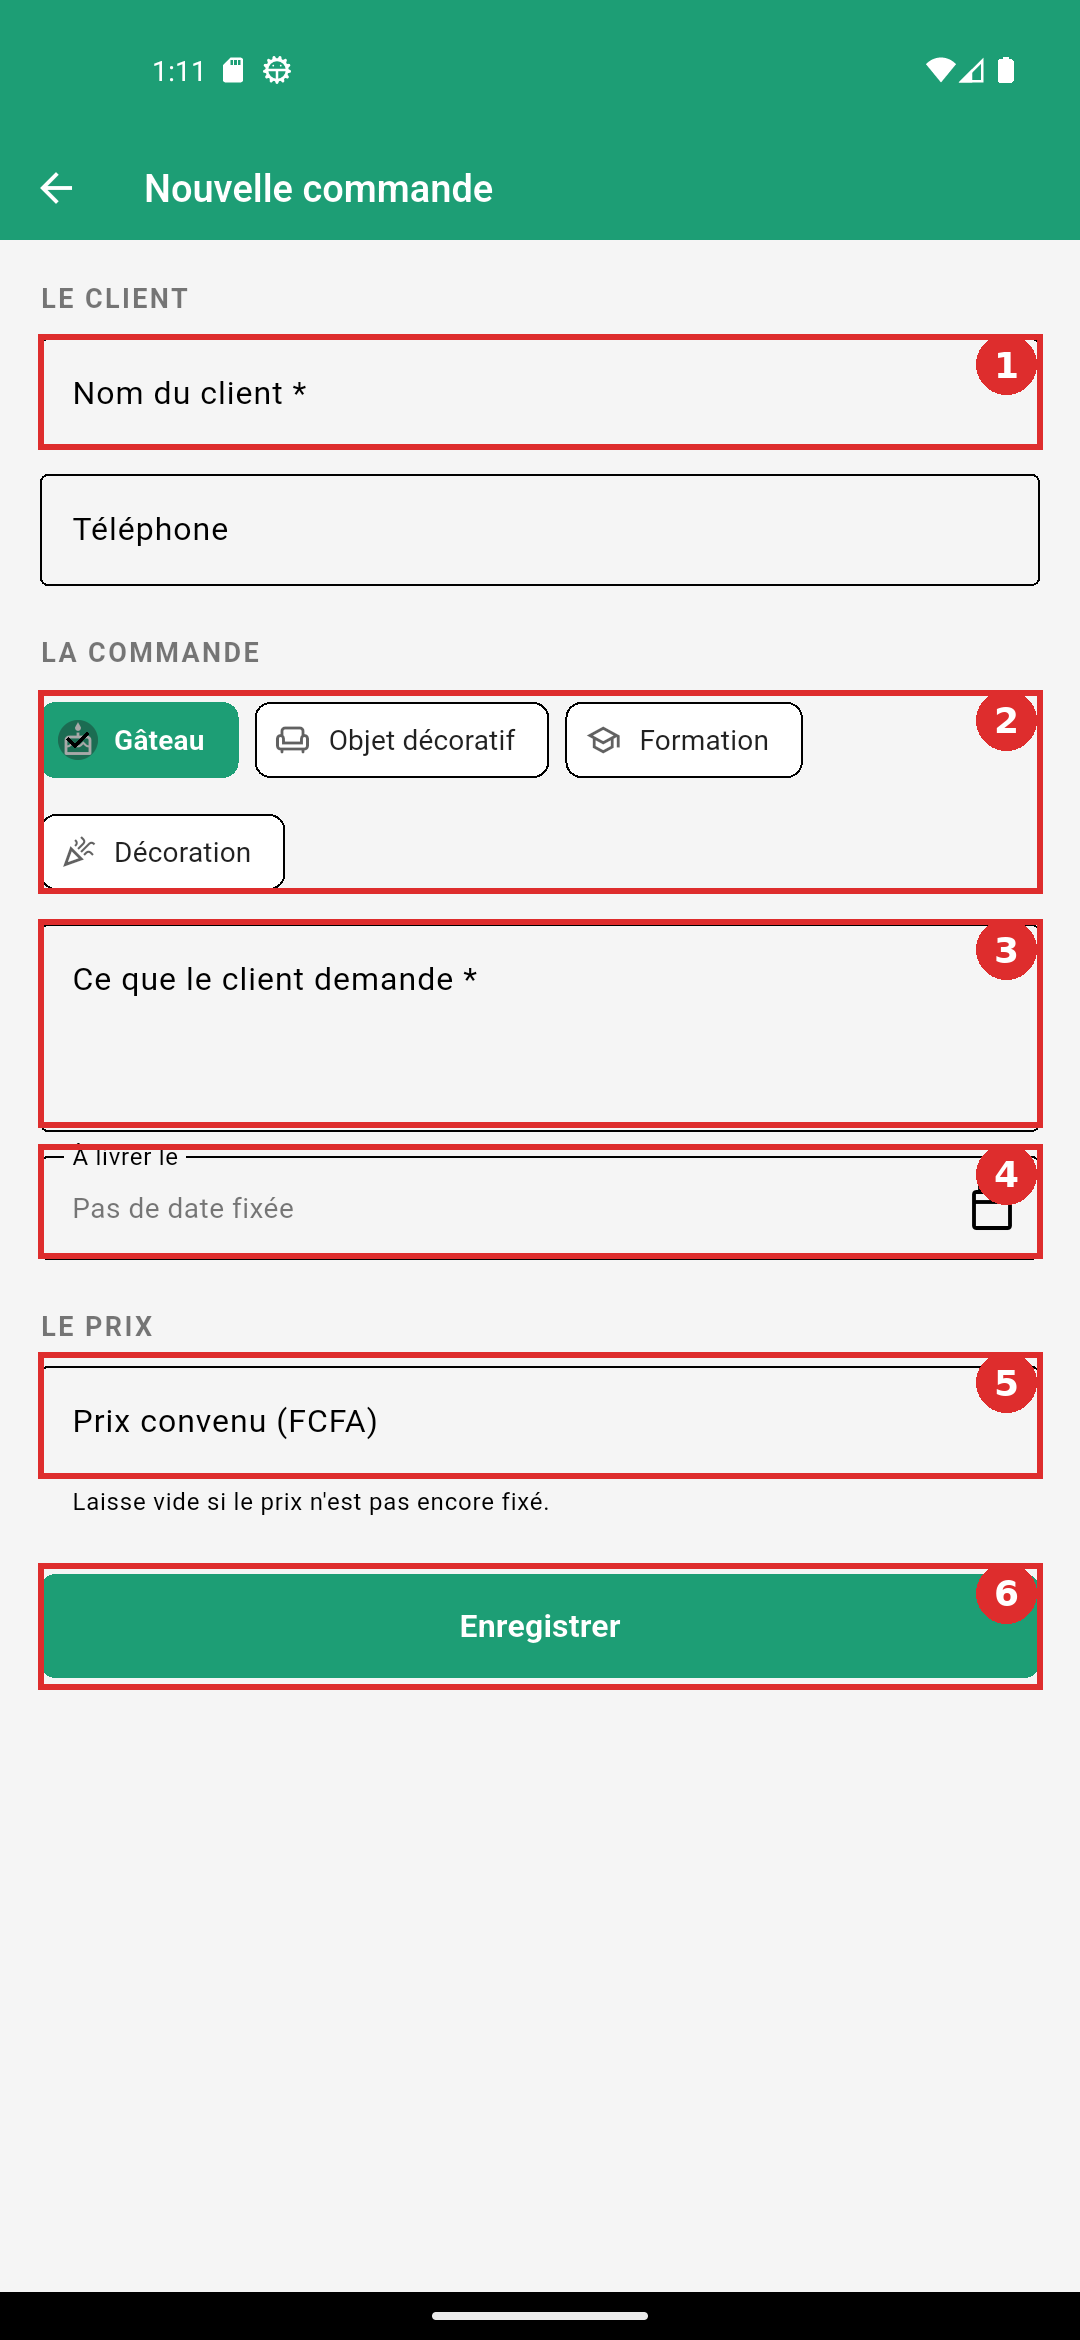 1:11
Nouvelle commande
LE CLIENT
1
Nom du client *
Téléphone
LA COMMANDE
2
Gâteau
Objet décoratif
Formation
Décoration
3
Ce que le client demande *
À livrer le
4
Pas de date fixée
LE PRIX
5
Prix convenu (FCFA)
Laisse vide si le prix n'est pas encore fixé.
6
Enregistrer